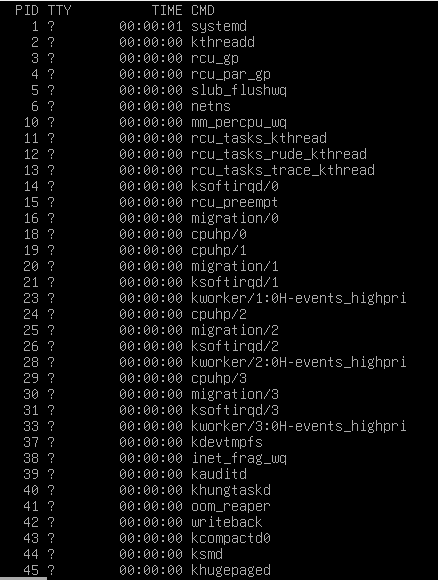 PID TTY TIME CMD
1 ? 00:00:01 systemd
2 ? 00:00:00 kthreadd
3 ? 00:00:00 rcu_gp
4 ? 00:00:00 rcu_par_gp
5 ? 00:00:00 slub_flushwq
6 ? 00:00:00 netns
10 ? 00:00:00 mm_percpu_wq
11 ? 00:00:00 rcu_tasks_kthread
12 ? 00:00:00 rcu_tasks_rude_kthread
13 ? 00:00:00 rcu_tasks_trace_kthread
14 ? 00:00:00 ksoftirqd/0
15 ? 00:00:00 rcu_preempt
16 ? 00:00:00 migration/0
18 ? 00:00:00 cpuhp/0
19 ? 00:00:00 cpuhp/1
20 ? 00:00:00 migration/1
21 ? 00:00:00 ksoftirqd/1
23 ? 00:00:00 kworker/1:0H-events_highpri
24 ? 00:00:00 cpuhp/2
25 ? 00:00:00 migration/2
26 ? 00:00:00 ksoftirqd/2
28 ? 00:00:00 kworker/2:0H-events_highpri
29 ? 00:00:00 cpuhp/3
30 ? 00:00:00 migration/3
31 ? 00:00:00 ksoftirqd/3
33 ? 00:00:00 kworker/3:0H-events_highpri
37 ? 00:00:00 kdevtmpfs
38 ? 00:00:00 inet_frag_wq
39 ? 00:00:00 kauditd
40 ? 00:00:00 khungtaskd
41 ? 00:00:00 oom_reaper
42 ? 00:00:00 writeback
43 ? 00:00:00 kcompactd0
44 ? 00:00:00 ksmd
45 ? 00:00:00 khugepaged